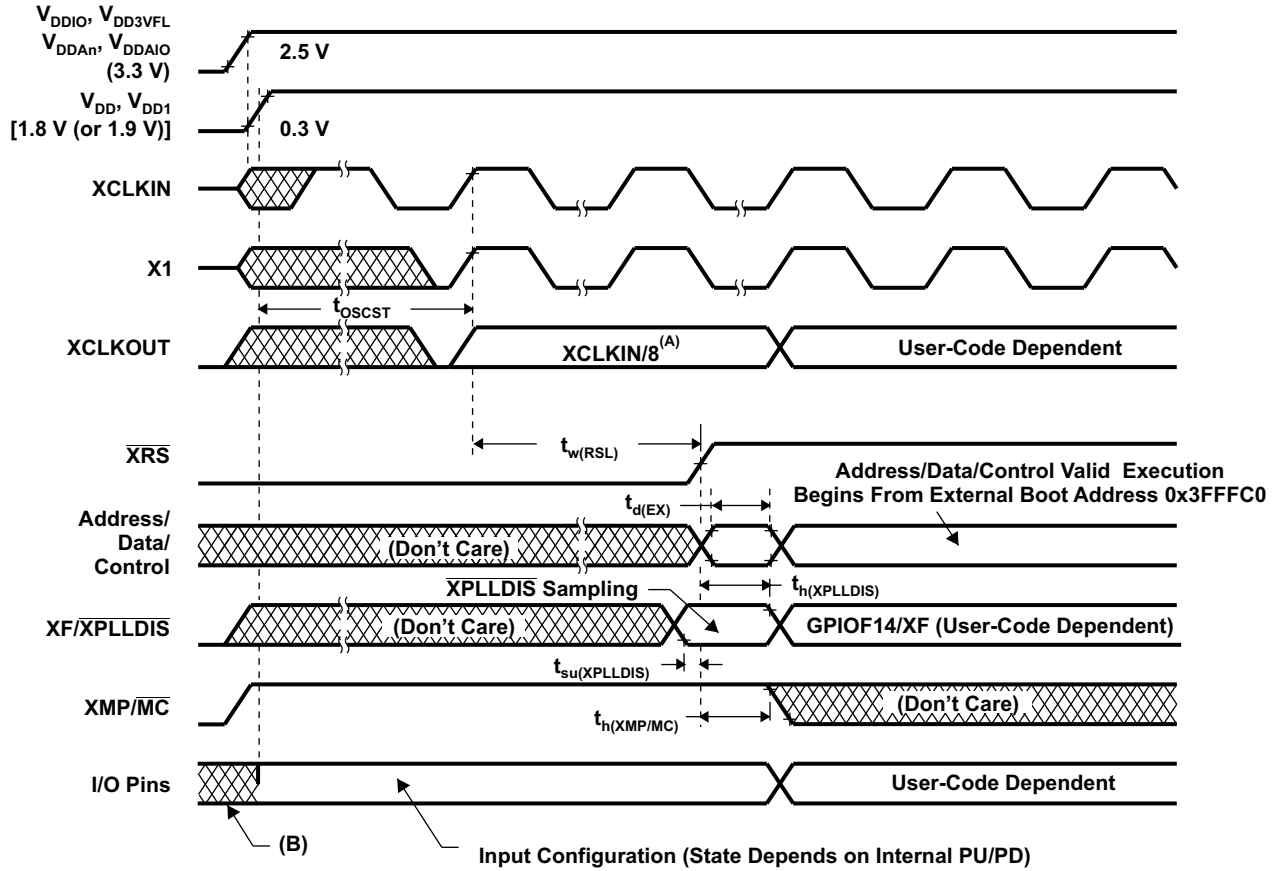 VDDIO, VDD3VFL
VDDAn, VDDAIO
(3.3 V)
2.5 V
VDD, VDD1
[1.8 V (or 1.9 V)]
0.3 V
XCLKIN
X1
tOSCST
XCLKOUT
XCLKIN/8(A)
User-Code Dependent
XRS
tw(RSL)
Address/Data/Control Valid Execution
Begins From External Boot Address 0x3FFFC0
td(EX)
Address/
Data/
Control
(Don't Care)
XPLLDIS Sampling
th(XPLLDIS)
XF/XPLLDIS
(Don't Care)
GPIOF14/XF (User-Code Dependent)
tsu(XPLLDIS)
XMP/MC
(Don't Care)
th(XMP/MC)
I/O Pins
User-Code Dependent
(B)
Input Configuration (State Depends on Internal PU/PD)